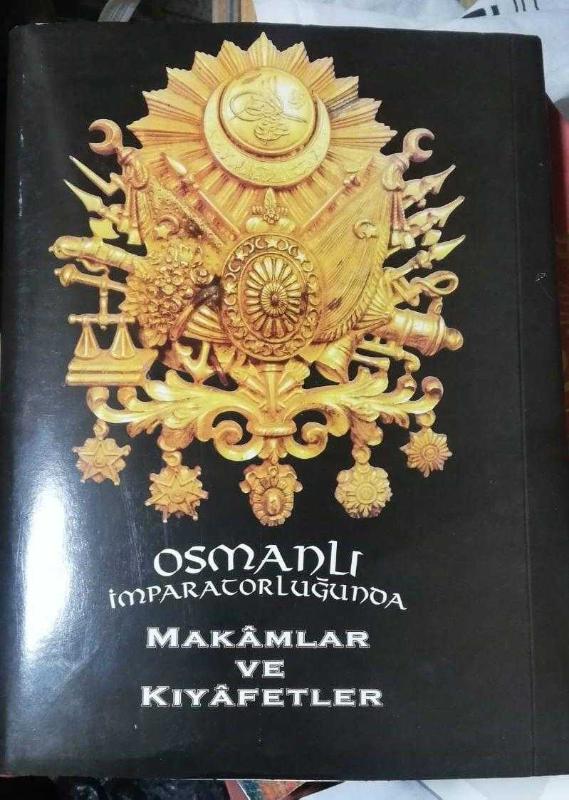 OSMANLI
İMPARATORLUĞUNDA
MAKÂMLAR
VE
KIYÂFETLER